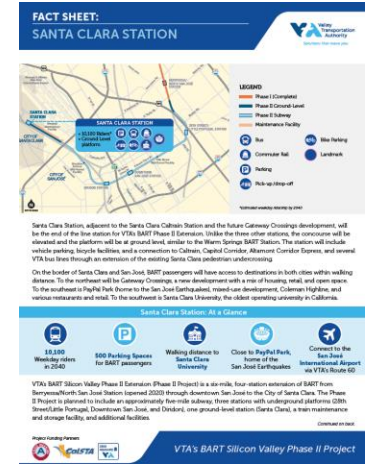 FACT SHEET:
SANTA CLARA STATION
Valley
Transportation
Authority
SANTA CLARA STATION
• 10,100 Riders*
• Ground Level
platform
LEGEND
Phase I (Complete)
Phase II Ground-Level
Phase II Subway
Maintenance Facility
Bus
Bike Parking
Commuter Rail
Landmark
Parking
Pick-up/drop-off
*Estimated weekday ridership by 2040
Santa Clara Station, adjacent to the Santa Clara Caltrain Station and the future Gateway Crossings development, will
be the end of the line station for VTA's BART Phase II Extension. Unlike the three other stations, the concourse will be
elevated and the platform will be at ground level, similar to the Warm Springs BART Station. The station will include
vehicle parking, bicycle facilities, and a connection to Caltrain, Capitol Corridor, Altamont Corridor Express, and several
VTA bus lines through an extension of the existing Santa Clara pedestrian undercrossing.
On the border of Santa Clara and San José, BART passengers will have access to destinations in both cities within walking
distance. To the northeast will be Gateway Crossings, a new development with a mix of housing, retail, and open space.
To the southeast is PayPal Park (home to the San José Earthquakes), mixed-use development, Coleman Highline, and
various restaurants and retail. To the southwest is Santa Clara University, the oldest operating university in California.
Santa Clara Station: At a Glance
10,100
Weekday riders
in 2040
500 Parking Spaces
for BART passengers
Walking distance to
Santa Clara
University
Close to PayPal Park,
home of the
San José Earthquakes
Connect to the
San José
International Airport
via VTA's Route 60
VTA's BART Silicon Valley Phase II Extension (Phase II Project) is a six-mile, four-station extension of BART from
Berryessa/North San José Station (opened 2020) through downtown San José to the City of Santa Clara. The Phase
II Project is planned to include an approximately five-mile subway, three stations with underground platforms (28th
Street/Little Portugal, Downtown San José, and Diridon), one ground-level station (Santa Clara), a train maintenance
and storage facility, and additional facilities.
Continued on back
Project Funding Partners
CalSTA
VTA's BART Silicon Valley Phase II Project